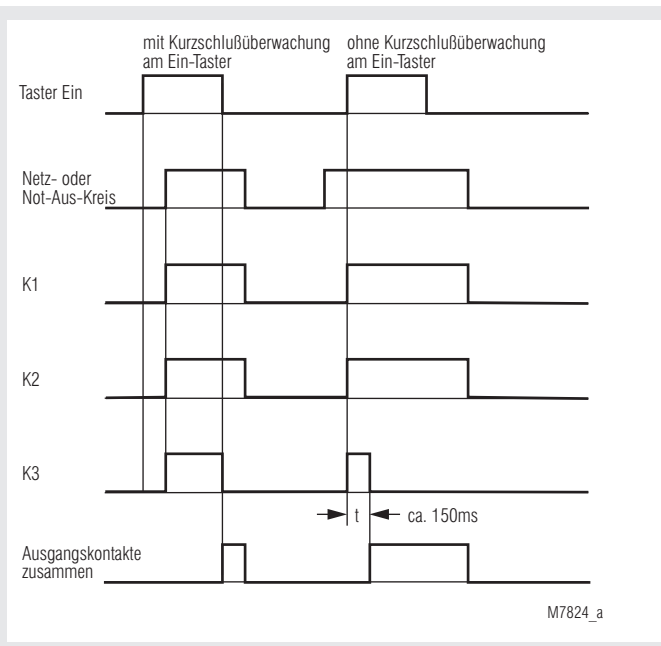 mit Kurzschlußüberwachung
am Ein-Taster
ohne Kurzschlußüberwachung
am Ein-Taster
Taster Ein
Netz- oder
Not-Aus-Kreis
K1
K2
K3
t
ca. 150ms
Ausgangskontakte
zusammen
M7824_a